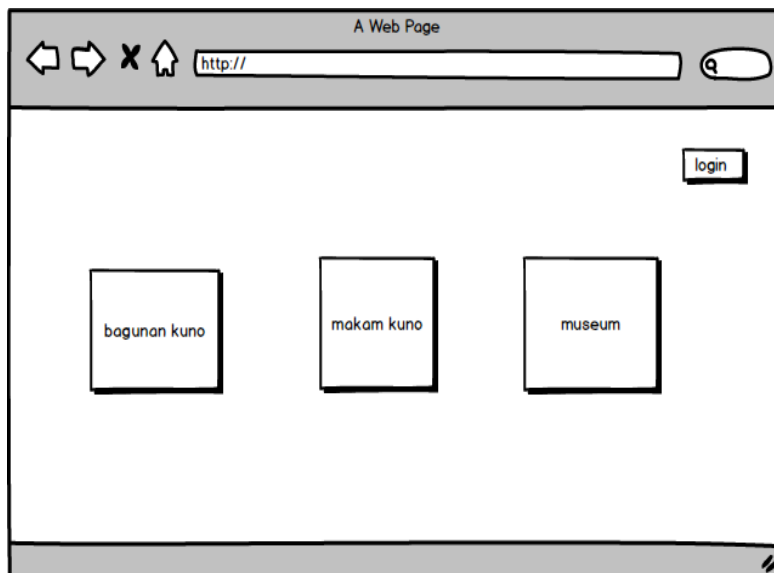 A Web Page
http://
login
bagunan kuno
makam kuno
museum